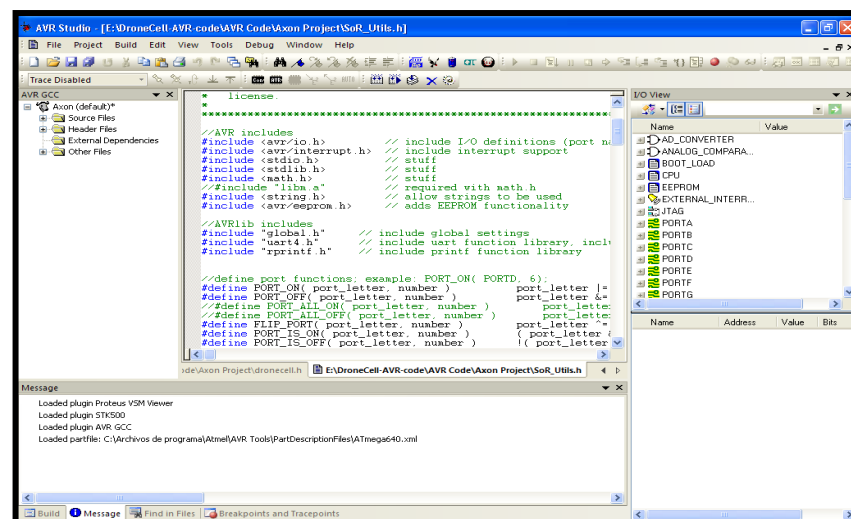 AVR Studio - [E:\DroneCell-AVR-code\AVR Code\Axon Project\SoR_Utils.h]
File Project Build Edit View Tools Debug Window Help
Trace Disabled
AVR GCC
Axon (default)*
Source Files
Header Files
External Dependencies
Other Files
* license.
*
****************************************************
//AVR includes
#include <avr/io.h> // include I/O definitions (port na
#include <avr/interrupt.h> // include interrupt support
#include <stdio.h> // stuff
#include <stdlib.h> // stuff
#include <math.h> // stuff
//#include "libm.a" // required with math.h
#include <string.h> // allow strings to be used
#include <avr/eeprom.h> // adds EEPROM functionality
//AVRlib includes
#include "global.h" // include global settings
#include "uart4.h" // include uart function library, inclu
#include "rprintf.h" // include printf function library
//define port functions; example: PORT_ON( PORTD, 6);
#define PORT_ON( port_letter, number ) port_letter |=
#define PORT_OFF( port_letter, number ) port_letter &=
//#define PORT_ALL_ON( port_letter, number ) port_lette
//#define PORT_ALL_OFF( port_letter, number ) port_lette
#define FLIP_PORT( port_letter, number ) port_letter ^=
#define PORT_IS_ON( port_letter, number ) ( port_letter &
#define PORT_IS_OFF( port_letter, number ) !( port_letter
ode\Axon Project\dronecell.h E:\DroneCell-AVR-code\AVR Code\Axon Project\SoR_Utils.h
I/O View
Name Value
AD_CONVERTER
ANALOG_COMPARA...
BOOT_LOAD
CPU
EEPROM
EXTERNAL_INTERR...
JTAG
PORTA
PORTB
PORTC
PORTD
PORTE
PORTF
PORTG
Name Address Value Bits
Message
Loaded plugin Proteus VSM Viewer
Loaded plugin STK500
Loaded plugin AVR GCC
Loaded partfile: C:\Archivos de programa\Atmel\AVR Tools\PartDescriptionFiles\ATmega640.xml
Build Message Find in Files Breakpoints and Tracepoints